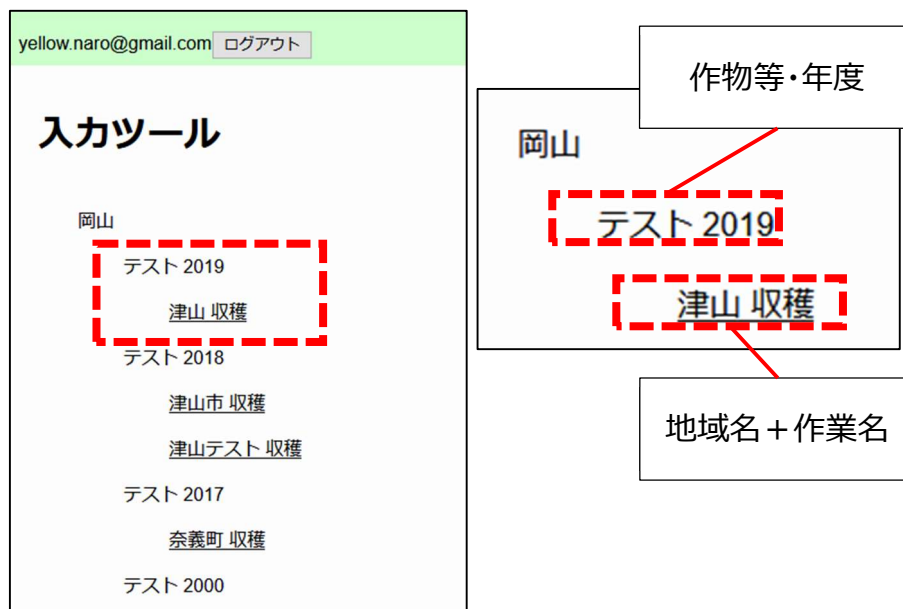 yellow.naro@gmail.com ログアウト
入力ツール
岡山
テスト 2019
津山 収穫
テスト 2018
津山市 収穫
津山テスト 収穫
テスト 2017
奈義町 収穫
テスト 2000
作物等・年度
岡山
テスト 2019
津山 収穫
地域名＋作業名